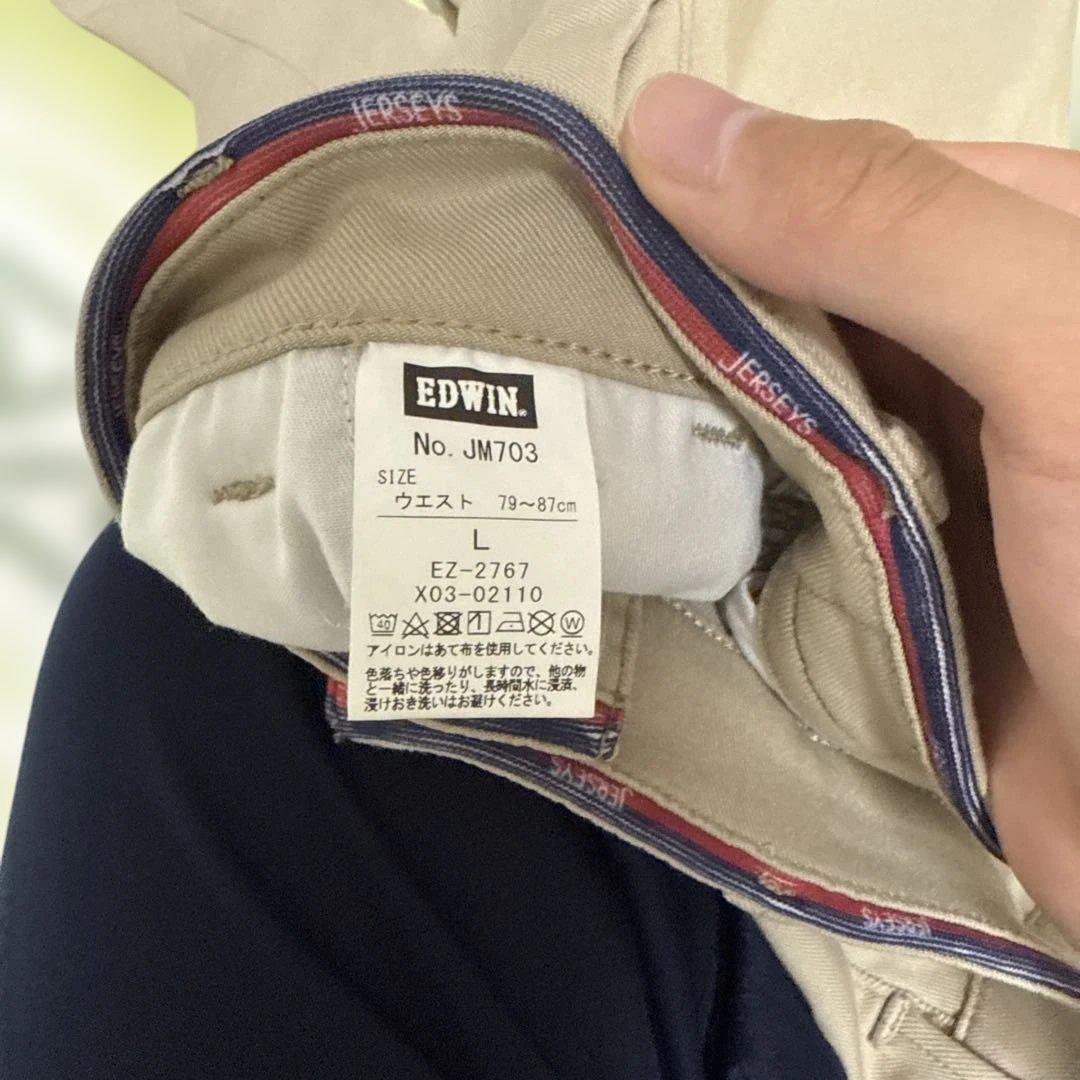 JERSEYS
JERSEYS
EDWIN
No. JM703
SIZE
ウエスト 79～87cm
L
EZ-2767
X03-02110
40 W
アイロンはあて布を使用してください。
色落ちや色移りがしますので、他の物
と一緒に洗ったり、長時間水に浸漬、
浸けおき洗いはお避けください。
JERSEYS
JERSEYS